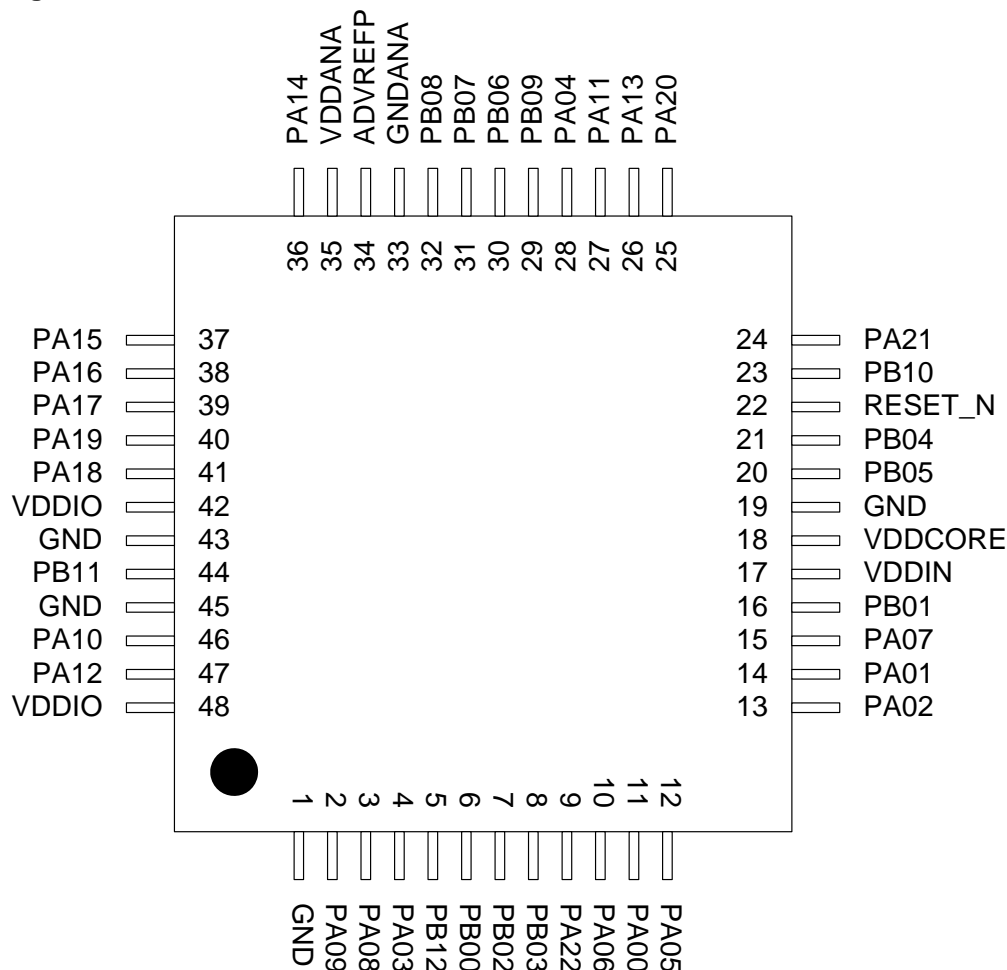 PA14
VDDANA
ADVREFP
GNDANA
PB08
PB07
PB06
PB09
PA04
PA11
PA13
PA20
36
35
34
33
32
31
30
29
28
27
26
25
PA15 37
PA16 38
PA17 39
PA19 40
PA18 41
VDDIO 42
GND 43
PB11 44
GND 45
PA10 46
PA12 47
VDDIO 48
24 PA21
23 PB10
22 RESET_N
21 PB04
20 PB05
19 GND
18 VDDCORE
17 VDDIN
16 PB01
15 PA07
14 PA01
13 PA02
1
2
3
4
5
6
7
8
9
10
11
12
GND
PA09
PA08
PA03
PB12
PB00
PB02
PB03
PA22
PA06
PA00
PA05